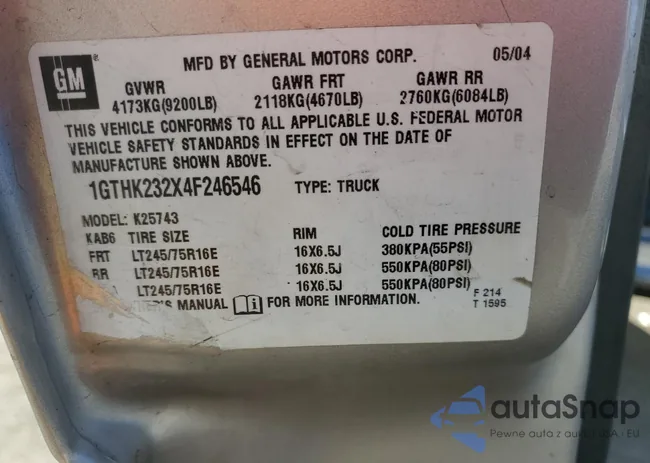 GM
MFD BY GENERAL MOTORS CORP. 05/04
GVWR GAWR FRT GAWR RR
4173KG(9200LB) 2118KG(4670LB) 2760KG(6084LB)
THIS VEHICLE CONFORMS TO ALL APPLICABLE U.S. FEDERAL MOTOR
VEHICLE SAFETY STANDARDS IN EFFECT ON THE DATE OF
MANUFACTURE SHOWN ABOVE.
1GTHK232X4F246546 TYPE: TRUCK
MODEL: K25743
KAB6 TIRE SIZE RIM COLD TIRE PRESSURE
FRT LT245/75R16E 16X6.5J 380KPA(55PSI)
RR LT245/75R16E 16X6.5J 550KPA(80PSI)
LT245/75R16E 16X6.5J 550KPA(80PSI)
MANUAL FOR MORE INFORMATION.
F 214
T 1595
autaSnap
Pewne auta z USA - EU